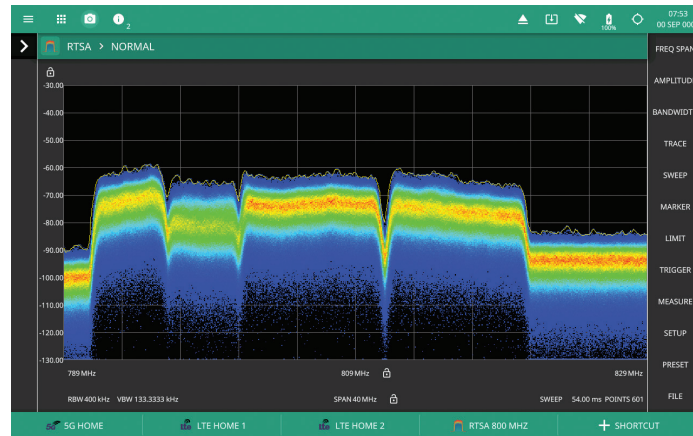 07:53
2
100%
00 SEP 000
RTSA > NORMAL
FREQ SPAN
-30.00
AMPLITUD
-40.00
BANDWIDT
-50.00
TRACE
-60.00
SWEEP
-70.00
MARKER
-80.00
LIMIT
-90.00
TRIGGER
-100.00
MEASURE
-110.00
SETUP
-120.00
PRESET
-130.00
789 MHz 809 MHz 829 MHz
RBW 400 kHz VBW 133.3333 kHz SPAN 40 MHz SWEEP 54.00 ms POINTS 601
FILE
5G 5G HOME lte LTE HOME 1 lte LTE HOME 2 RTSA 800 MHZ + SHORTCUT